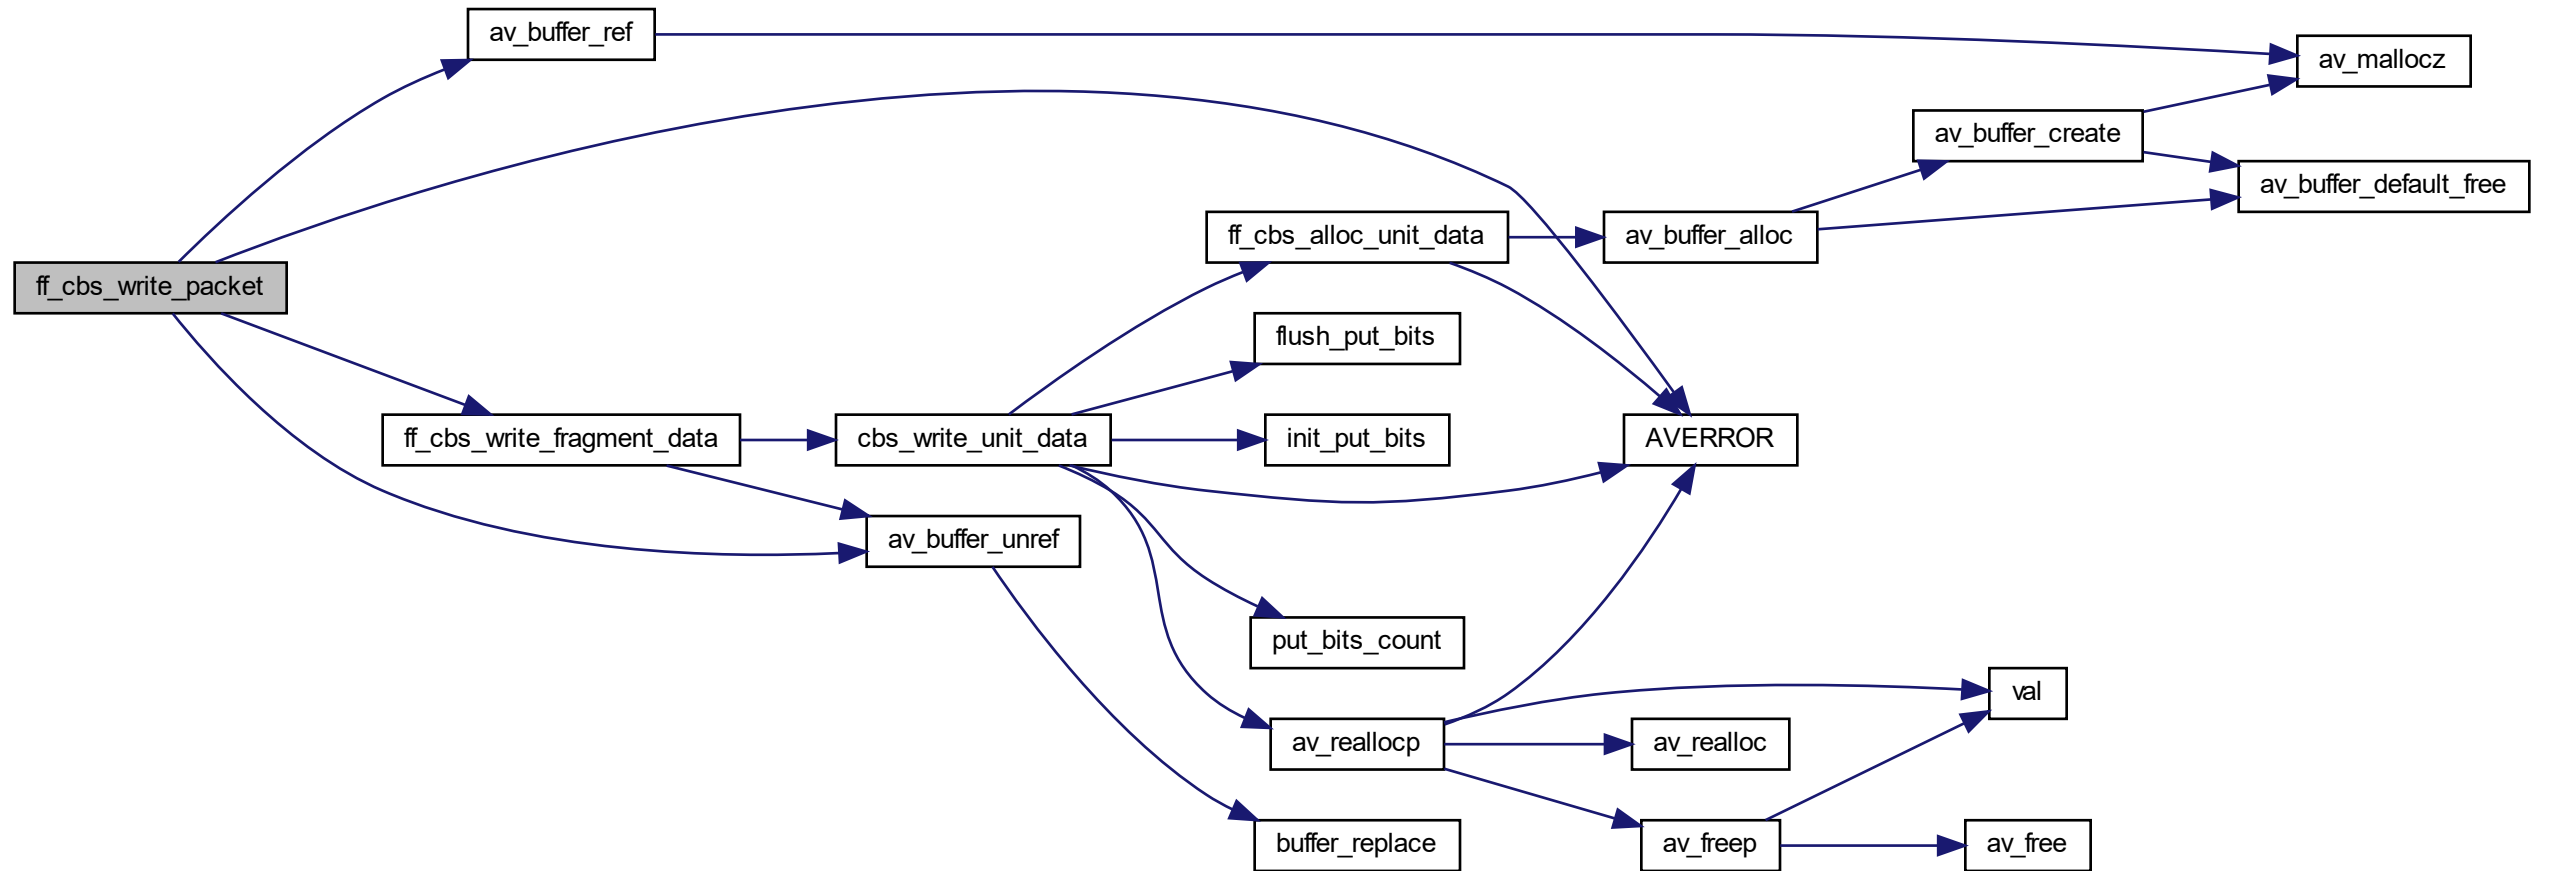 av_buffer_ref
av_mallocz
av_buffer_create
av_buffer_default_free
ff_cbs_alloc_unit_data
av_buffer_alloc
ff_cbs_write_packet
flush_put_bits
ff_cbs_write_fragment_data
cbs_write_unit_data
init_put_bits
AVERROR
av_buffer_unref
put_bits_count
val
av_reallocp
av_realloc
buffer_replace
av_freep
av_free